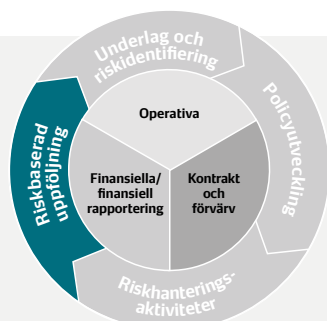 Underlag och
riskidentifiering
Policyutveckling
Riskhanterings-
aktiviteter
Riskbaserad
uppföljning
Operativa
Finansiella/
finansiell
rapportering
Kontrakt
och
förvärv